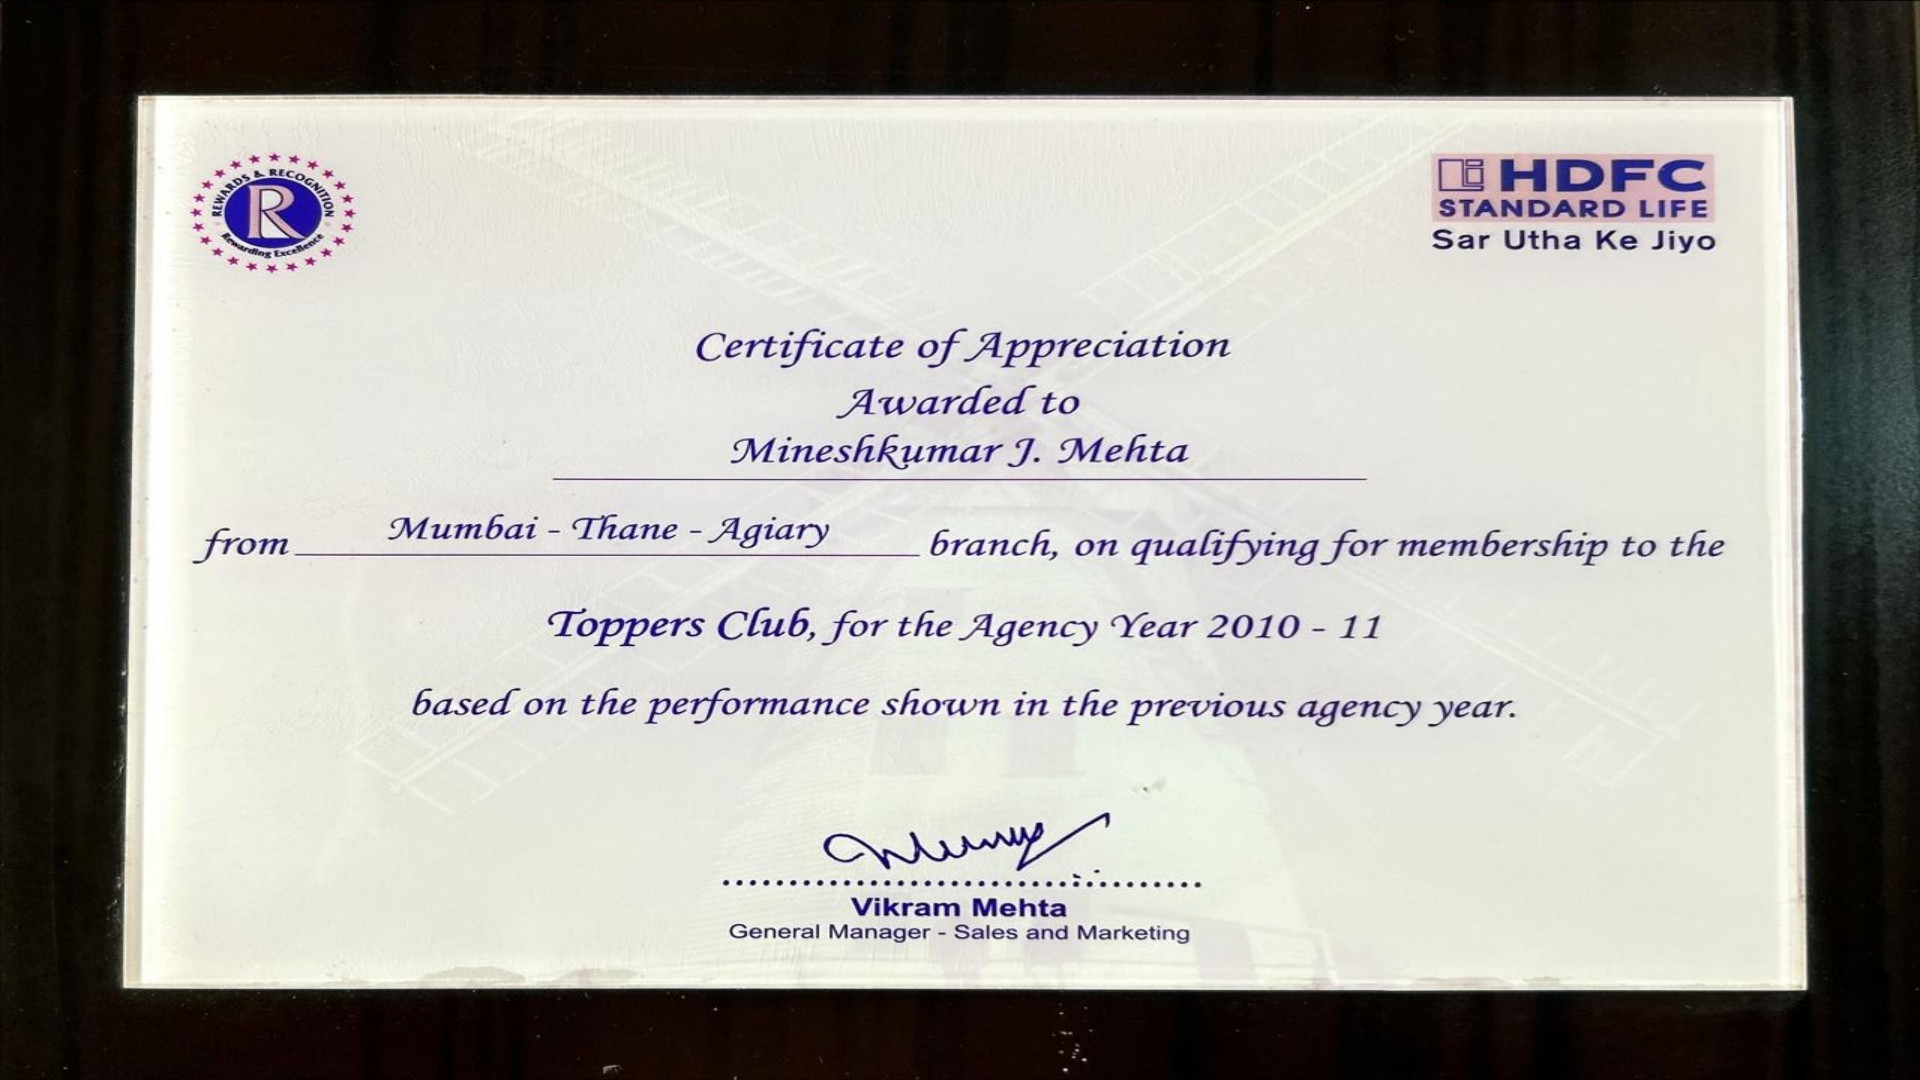 REWARDS & RECOGNITION
R
Rewarding Excellence
HDFC
STANDARD LIFE
Sar Utha Ke Jiyo
Certificate of Appreciation
Awarded to
Mineshkumar J. Mehta
from Mumbai - Thane - Agiary branch, on qualifying for membership to the
Toppers Club, for the Agency Year 2010 - 11
based on the performance shown in the previous agency year.
Vikram Mehta
General Manager - Sales and Marketing